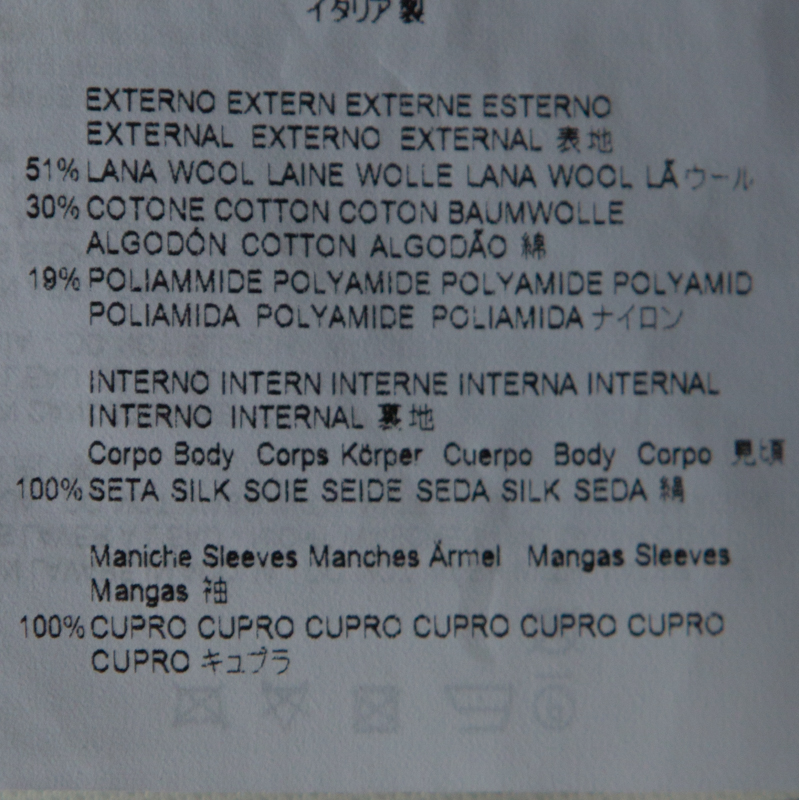 イタリア製
EXTERNO EXTERN EXTERNE ESTERNO
EXTERNAL EXTERNO EXTERNAL 表地
51% LANA WOOL LAINE WOLLE LANA WOOL LÃ ウール
30% COTONE COTTON COTON BAUMWOLLE
ALGODÓN COTTON ALGODÃO 綿
19% POLIAMMIDE POLYAMIDE POLYAMIDE POLYAMID
POLIAMIDA POLYAMIDE POLIAMIDA ナイロン
INTERNO INTERN INTERNE INTERNA INTERNAL
INTERNO INTERNAL 裏地
Corpo Body Corps Körper Cuerpo Body Corpo 見頃
100% SETA SILK SOIE SEIDE SEDA SILK SEDA 絹
Maniche Sleeves Manches Ärmel Mangas Sleeves
Mangas 袖
100% CUPRO CUPRO CUPRO CUPRO CUPRO CUPRO
CUPRO キュプラ